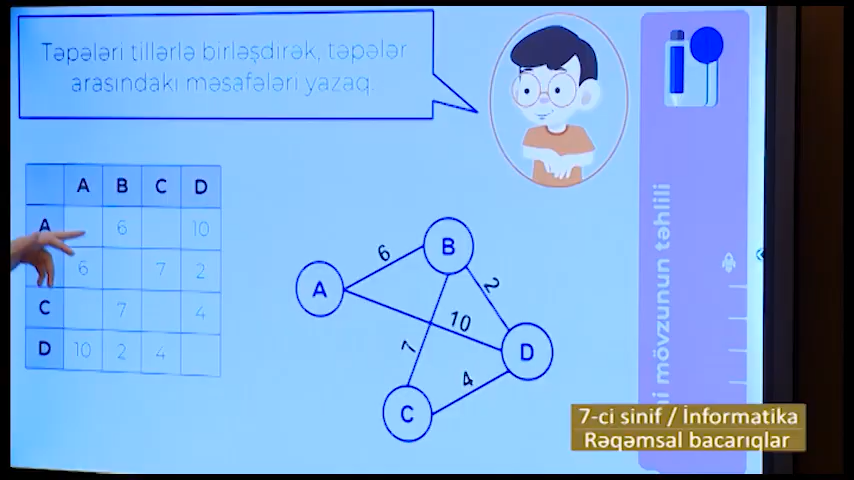 Təpələri tillərlə birləşdirək, təpələr
arasındakı məsafələri yazaq.
A B C D
A 6 10
6 7 2
C 7 4
D 10 2 4
A
B
C
D
6
2
10
7
4
mövzunun təhlili
7-ci sinif / İnformatika
Rəqəmsal bacarıqlar